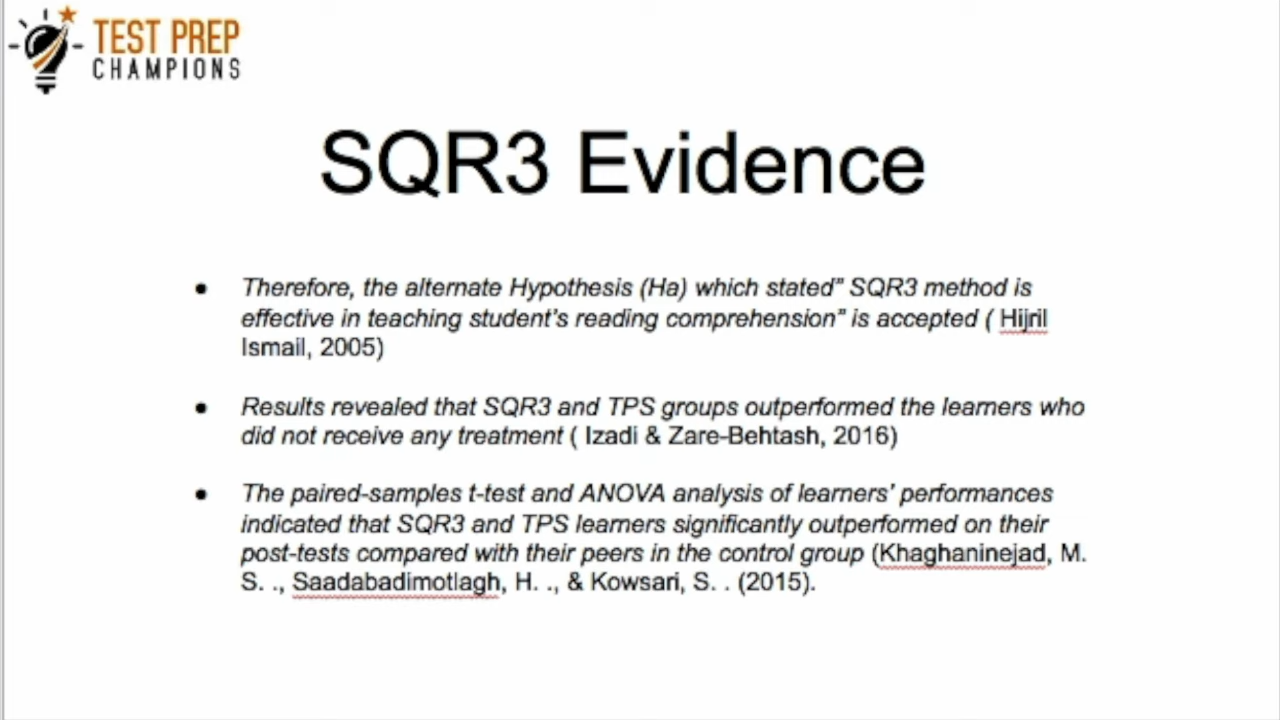 TEST PREP
CHAMPIONS
SQR3 Evidence
● Therefore, the alternate Hypothesis (Ha) which stated” SQR3 method is
effective in teaching student’s reading comprehension” is accepted ( Hijril
Ismail, 2005)
● Results revealed that SQR3 and TPS groups outperformed the learners who
did not receive any treatment ( Izadi & Zare-Behtash, 2016)
● The paired-samples t-test and ANOVA analysis of learners’ performances
indicated that SQR3 and TPS learners significantly outperformed on their
post-tests compared with their peers in the control group (Khaghaninejad, M.
S. ., Saadabadimotlagh, H. ., & Kowsari, S. . (2015).